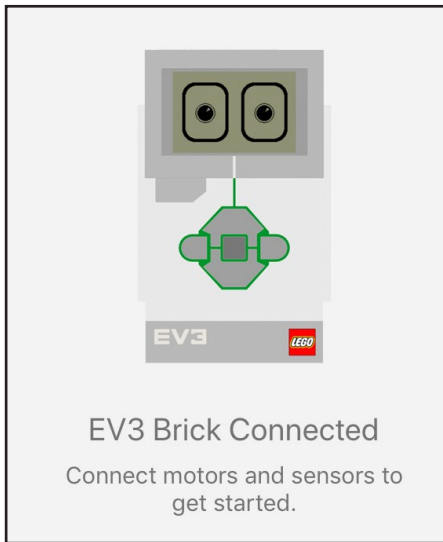 EV3
LEGO
EV3 Brick Connected
Connect motors and sensors to
get started.